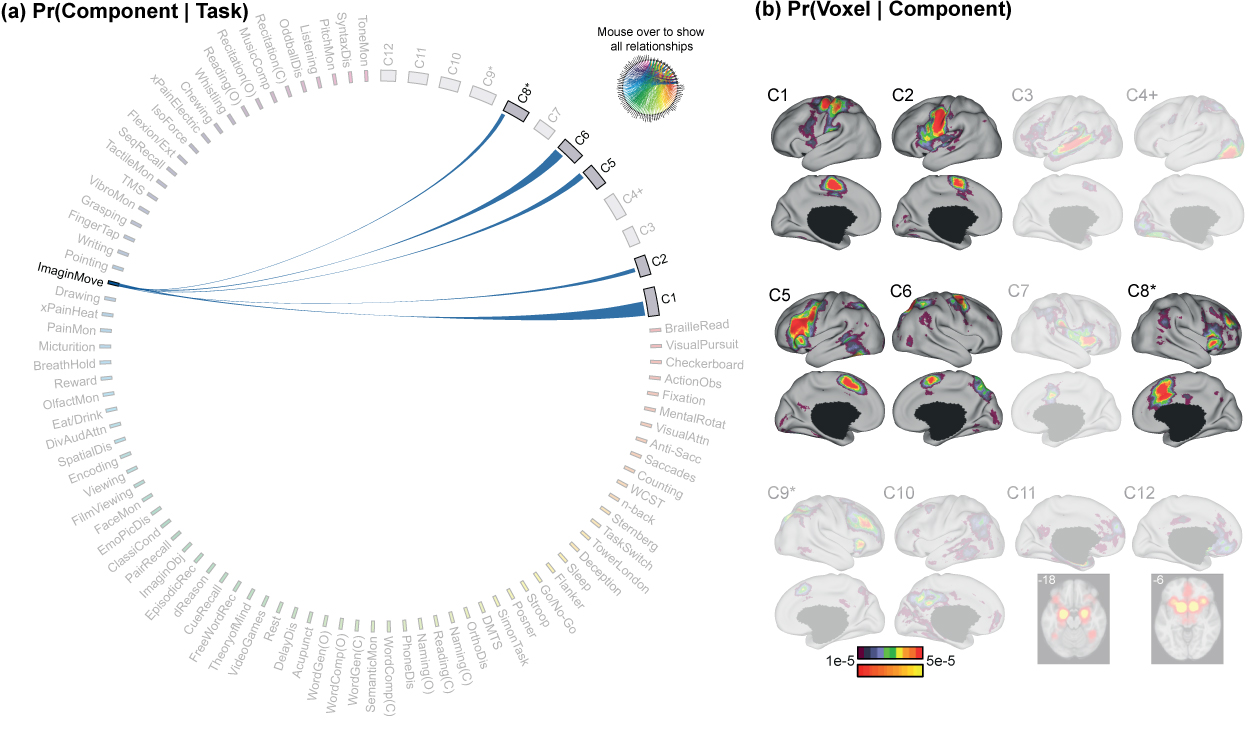 (a) Pr(Component | Task)
Mouse over to show
all relationships
ToneMon
SyntaxDis
PitchMon
Listening
OddballDis
Recitation(C)
MusicComp
Recitation(O)
Reading(O)
Whistling
Chewing
xPainElectric
IsoForce
Flexion/Ext
SeqRecall
TactileMon
TMS
VibroMon
Grasping
FingerTap
Writing
Pointing
ImaginMove
Drawing
xPainHeat
PainMon
Micturition
BreathHold
Reward
OlfactMon
Eat/Drink
DivAudAttn
SpatialDis
Encoding
Viewing
FilmViewing
FaceMon
EmoPicDis
ClassiCond
PairRecall
ImaginObj
EpisodicRec
dReason
CueRecall
FreeWordRec
TheoryofMind
VideoGames
Rest
DelayDis
Acupunct
WordGen(O)
WordComp(O)
WordGen(C)
SemanticMon
WordComp(C)
PhoneDis
Naming(O)
Reading(C)
Naming(C)
OrthoDis
DMTS
SimonTask
Posner
Stroop
Go/No-Go
Flanker
Sleep
Deception
TowerLondon
TaskSwitch
Sternberg
n-back
WCST
Counting
Saccades
Anti-Sacc
VisualAttn
MentalRotat
Fixation
ActionObs
Checkerboard
VisualPursuit
BrailleRead
C1
C2
C3
C4+
C5
C6
C7
C8*
C9*
C10
C11
C12
(b) Pr(Voxel | Component)
C1
C2
C3
C4+
C5
C6
C7
C8*
C9*
C10
C11
C12
-18
-6
1e-5
5e-5